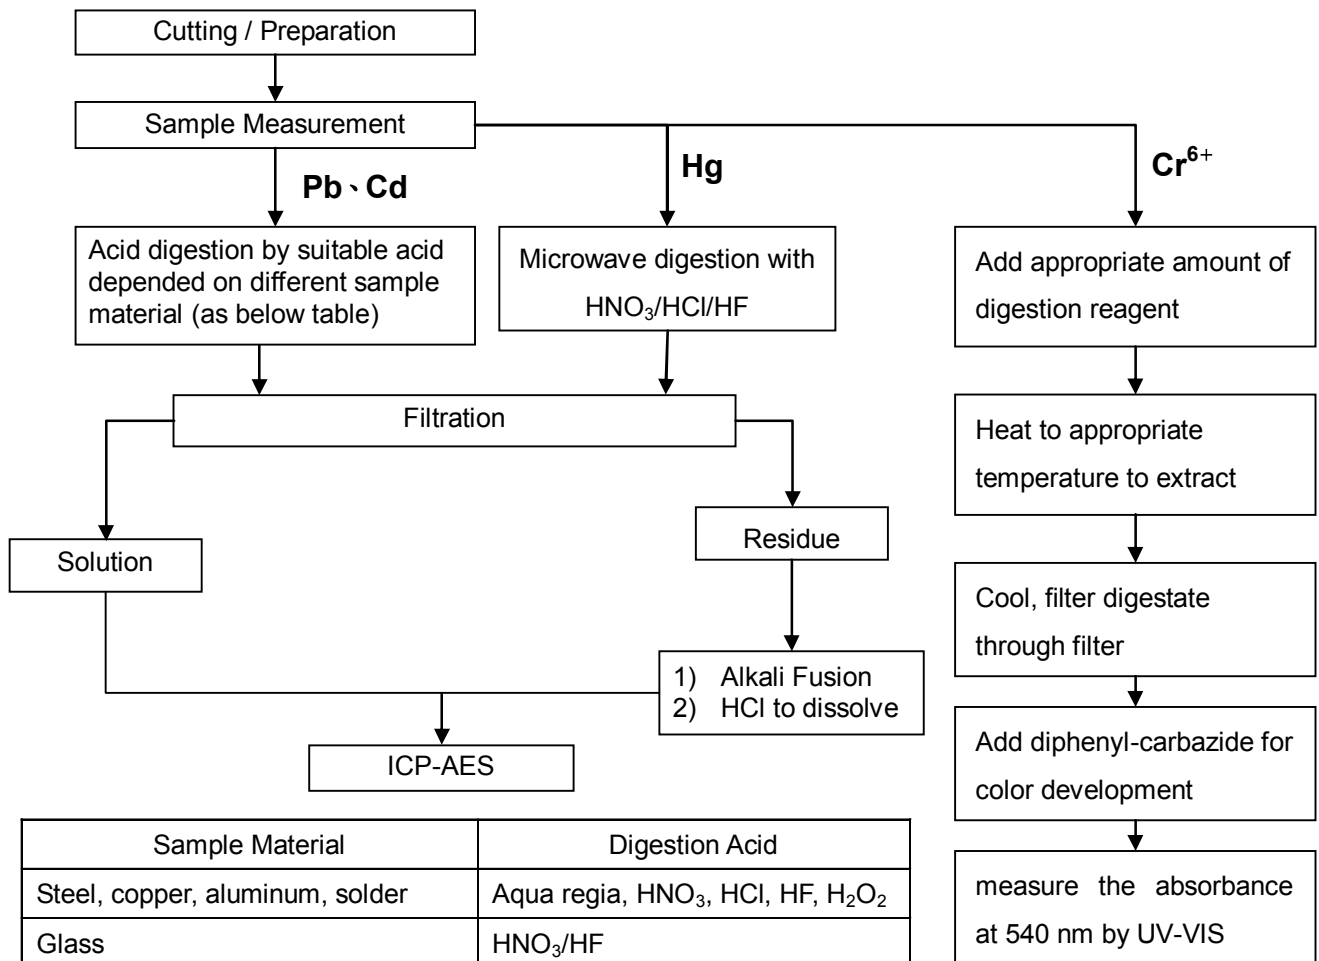 Cutting / Preparation
Sample Measurement
Pb、Cd
Hg
Cr⁶⁺
Acid digestion by suitable acid
depended on different sample
material (as below table)
Microwave digestion with
HNO₃/HCl/HF
Add appropriate amount of
digestion reagent
Filtration
Heat to appropriate
temperature to extract
Solution
Residue
Cool, filter digestate
through filter
1) Alkali Fusion
2) HCl to dissolve
ICP-AES
Add diphenyl-carbazide for
color development
measure the absorbance
at 540 nm by UV-VIS
Sample Material Digestion Acid
Steel, copper, aluminum, solder Aqua regia, HNO₃, HCl, HF, H₂O₂
Glass HNO₃/HF